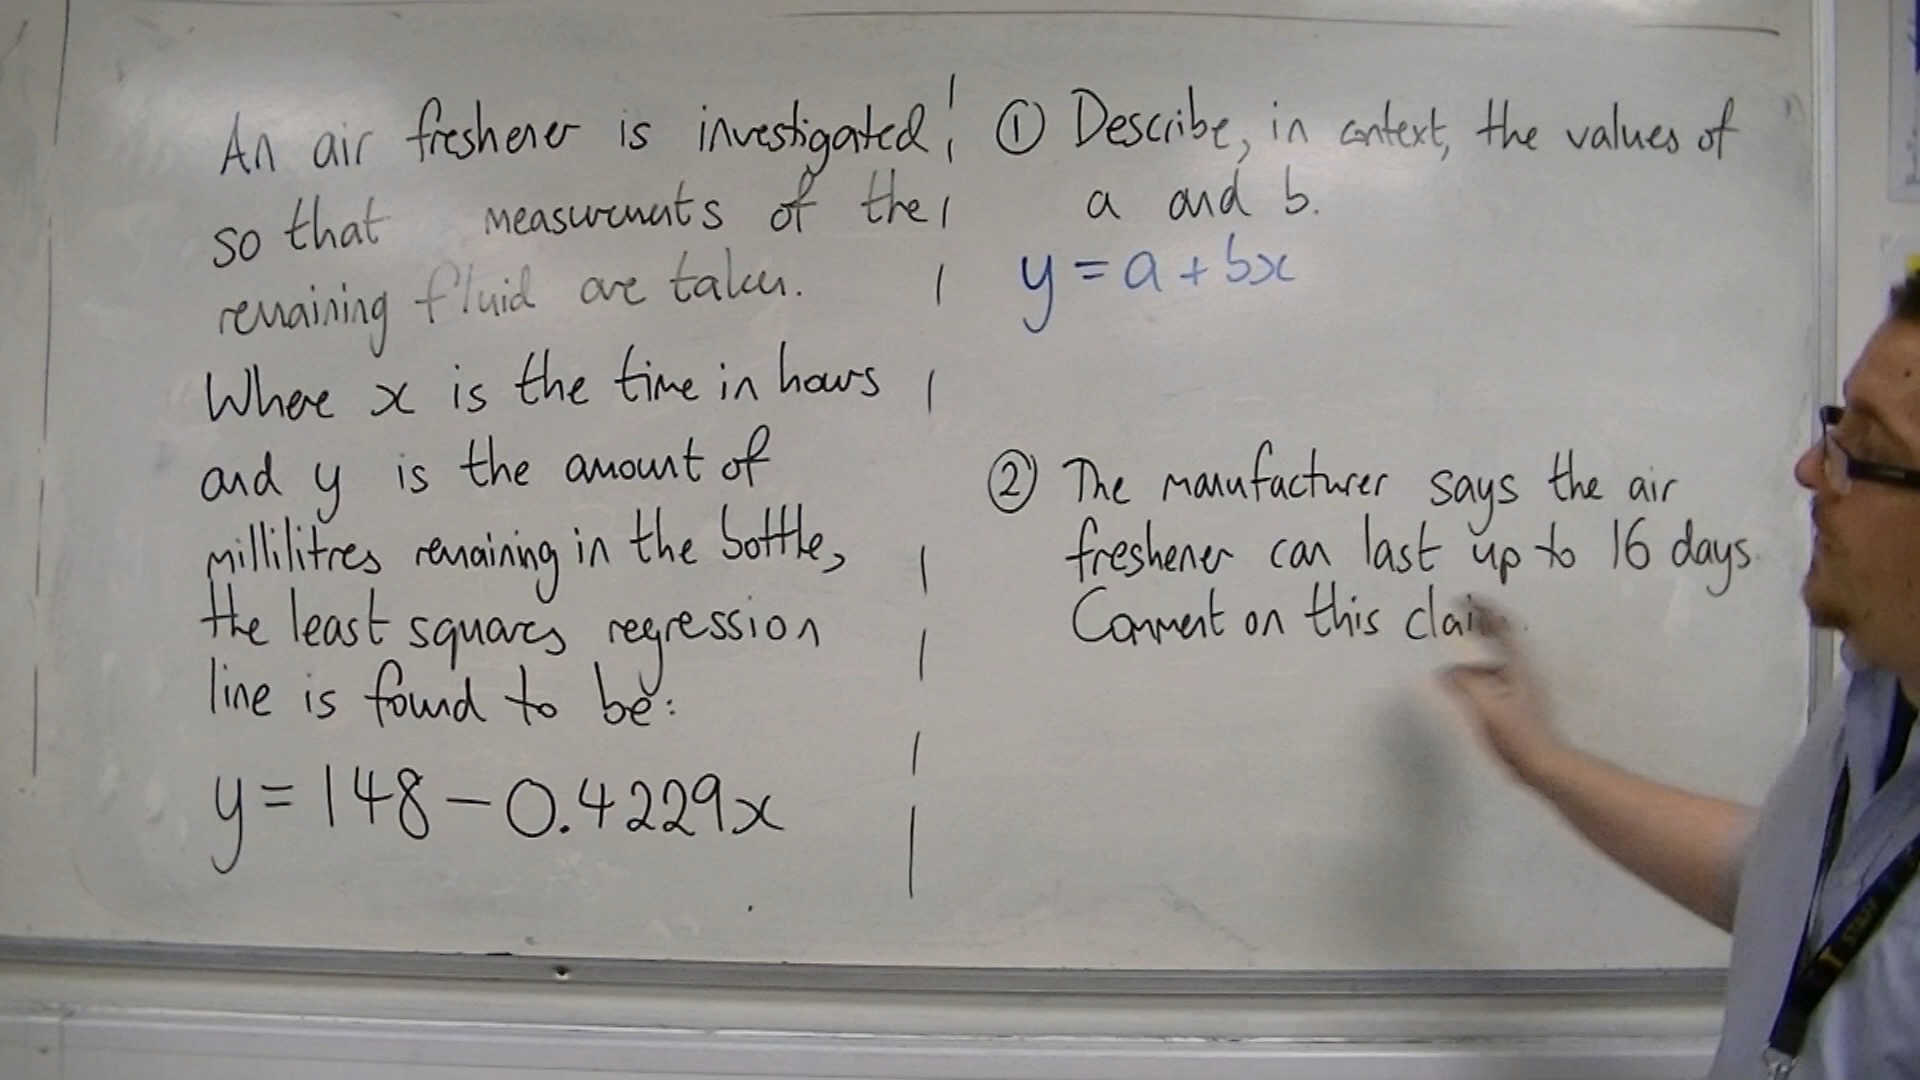 An air freshener is investigated
so that measurements of the
remaining fluid are taken.
Where x is the time in hours
and y is the amount of
millilitres remaining in the bottle,
the least squares regression
line is found to be:
y = 148 - 0.4229x
① Describe, in context, the values of
a and b.
y = a + bx
② The manufacturer says the air
freshener can last up to 16 days.
Comment on this claim.